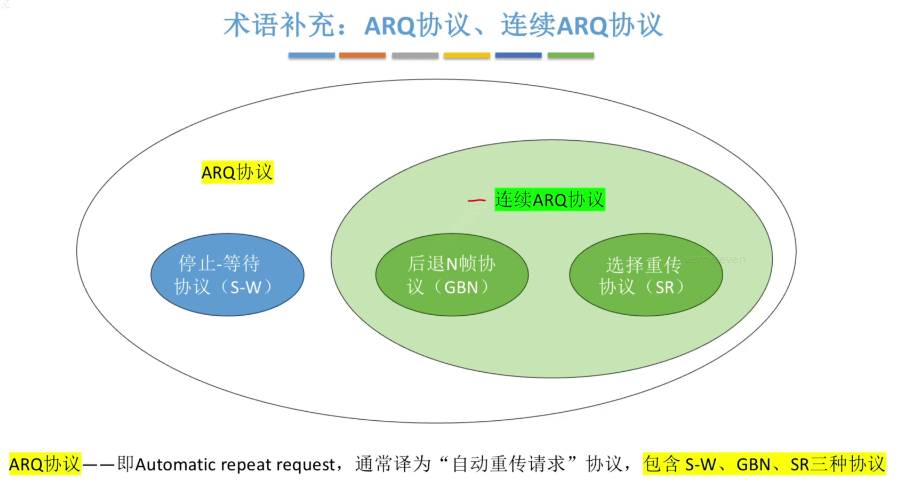 术语补充：ARQ协议、连续ARQ协议
ARQ协议
连续ARQ协议
停止-等待
协议（S-W）
后退N帧协
议（GBN）
选择重传
协议（SR）
ARQ协议——即Automatic repeat request，通常译为“自动重传请求”协议，包含 S-W、GBN、SR三种协议